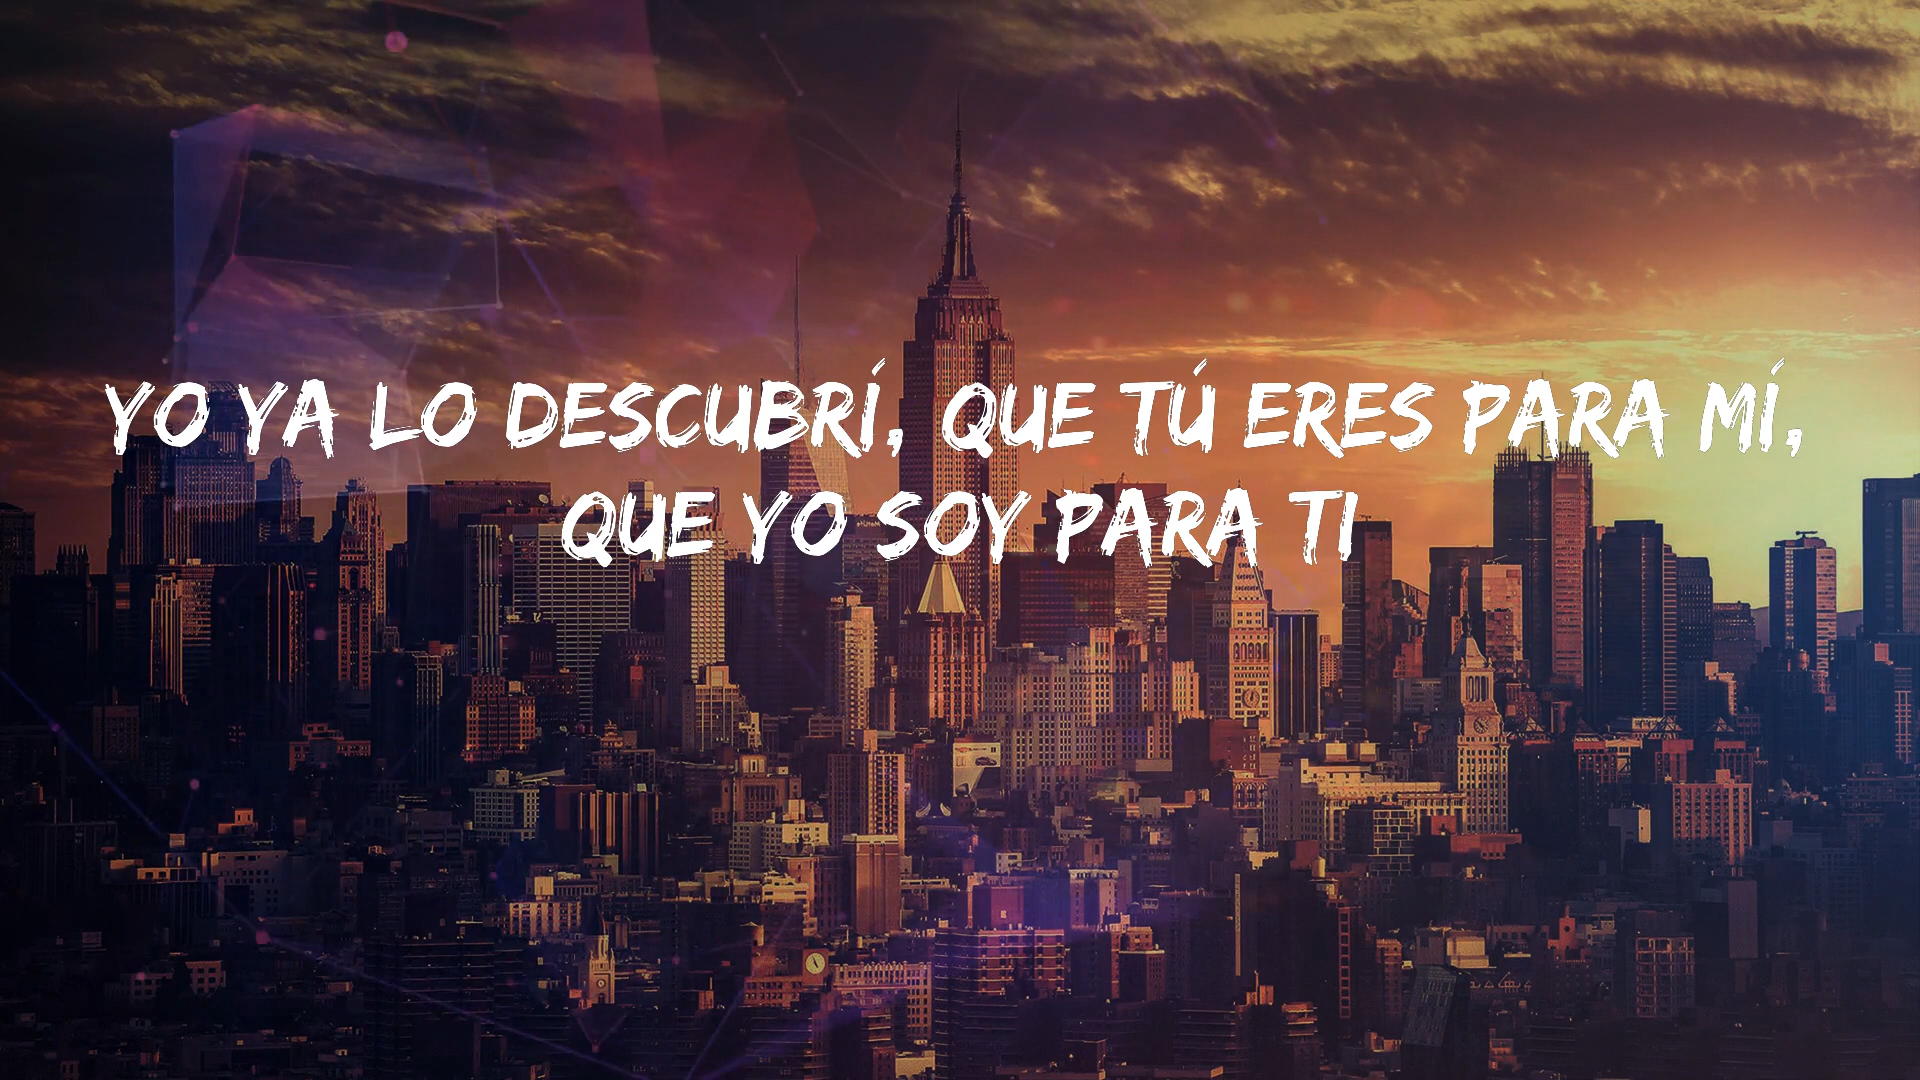 YO YA LO DESCUBRÍ, QUE TÚ ERES PARA MÍ,
QUE YO SOY PARA TI